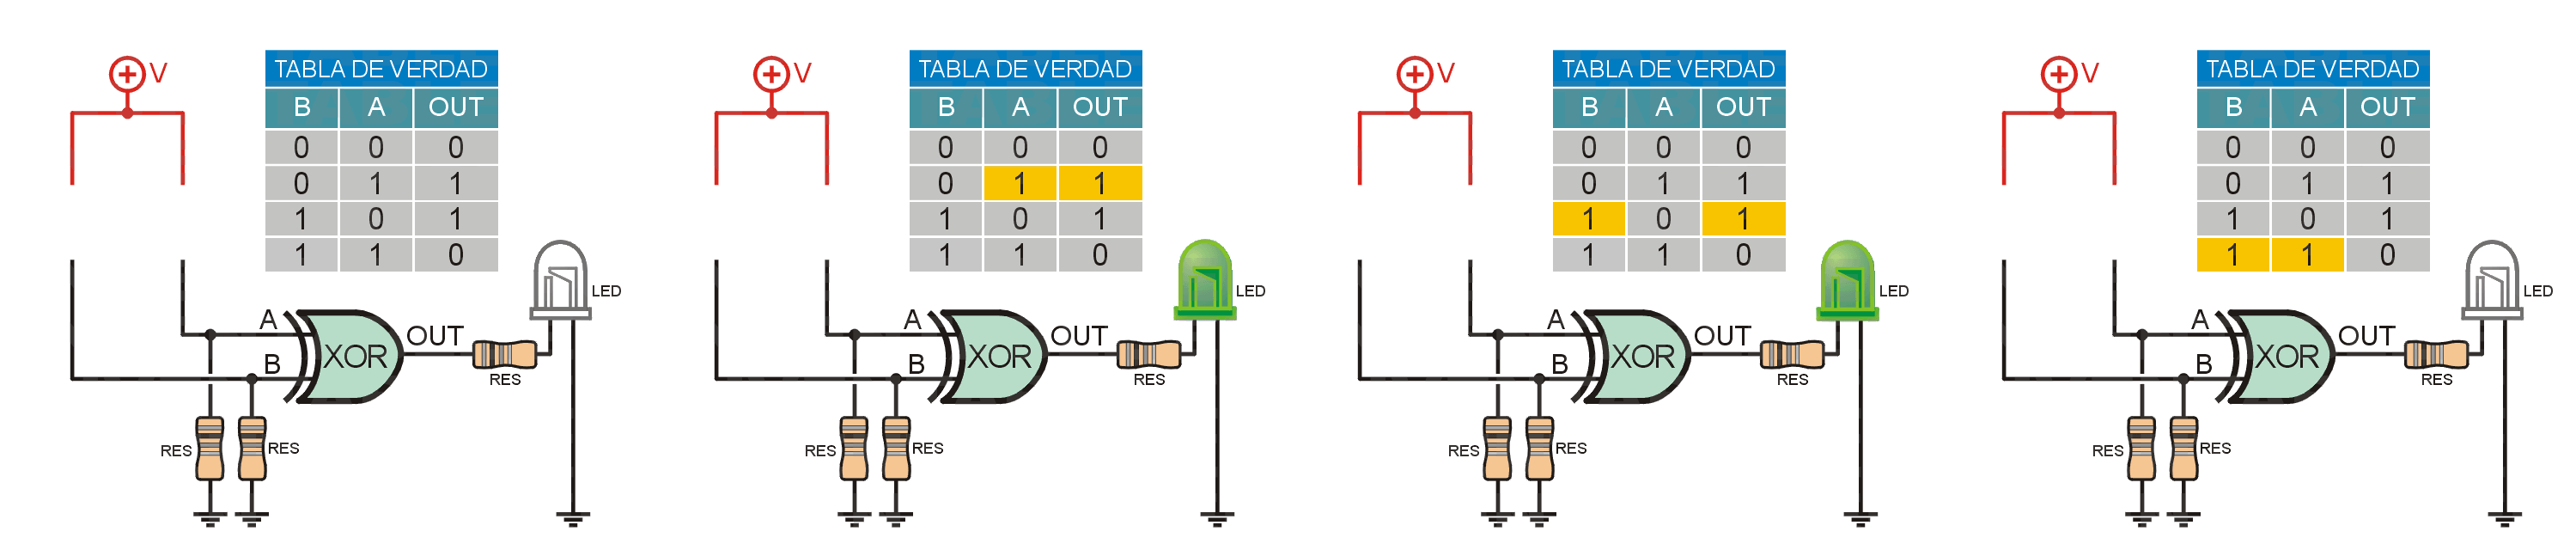 V
TABLA DE VERDAD
B A OUT
0 0 0
0 1 1
1 0 1
1 1 0
LED
A
OUT
XOR
B
RES
RES
RES
V
TABLA DE VERDAD
B A OUT
0 0 0
0 1 1
1 0 1
1 1 0
LED
A
OUT
XOR
B
RES
RES
RES
V
TABLA DE VERDAD
B A OUT
0 0 0
0 1 1
1 0 1
1 1 0
LED
A
OUT
XOR
B
RES
RES
RES
V
TABLA DE VERDAD
B A OUT
0 0 0
0 1 1
1 0 1
1 1 0
LED
A
OUT
XOR
B
RES
RES
RES